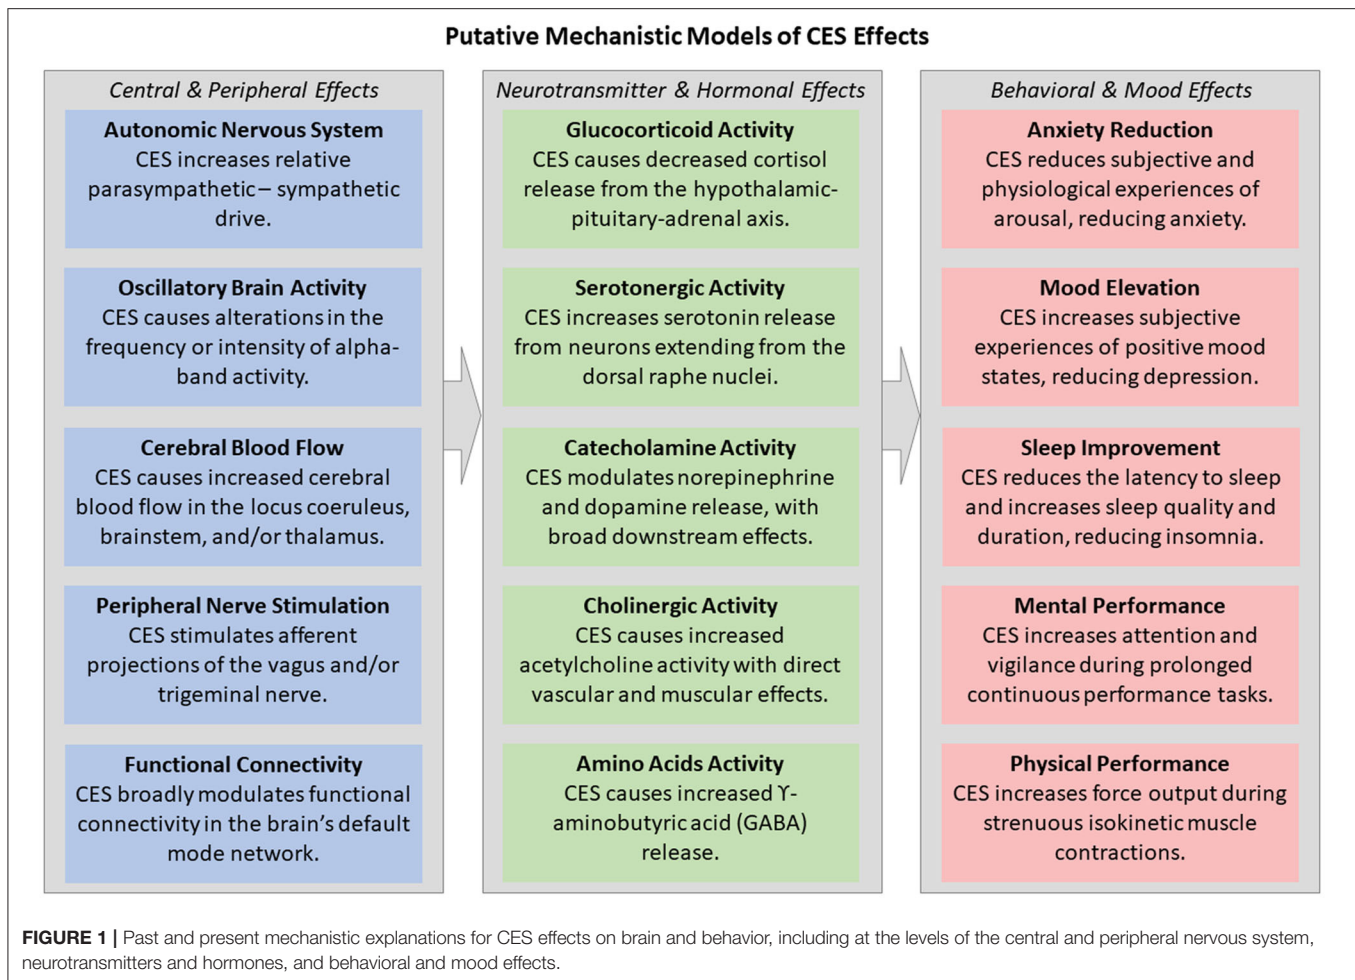 Putative Mechanistic Models of CES Effects
Central & Peripheral Effects
Autonomic Nervous System
CES increases relative
parasympathetic – sympathetic
drive.
Oscillatory Brain Activity
CES causes alterations in the
frequency or intensity of alpha-
band activity.
Cerebral Blood Flow
CES causes increased cerebral
blood flow in the locus coeruleus,
brainstem, and/or thalamus.
Peripheral Nerve Stimulation
CES stimulates afferent
projections of the vagus and/or
trigeminal nerve.
Functional Connectivity
CES broadly modulates functional
connectivity in the brain's default
mode network.
Neurotransmitter & Hormonal Effects
Glucocorticoid Activity
CES causes decreased cortisol
release from the hypothalamic-
pituitary-adrenal axis.
Serotonergic Activity
CES increases serotonin release
from neurons extending from the
dorsal raphe nuclei.
Catecholamine Activity
CES modulates norepinephrine
and dopamine release, with
broad downstream effects.
Cholinergic Activity
CES causes increased
acetylcholine activity with direct
vascular and muscular effects.
Amino Acids Activity
CES causes increased ϒ-
aminobutyric acid (GABA)
release.
Behavioral & Mood Effects
Anxiety Reduction
CES reduces subjective and
physiological experiences of
arousal, reducing anxiety.
Mood Elevation
CES increases subjective
experiences of positive mood
states, reducing depression.
Sleep Improvement
CES reduces the latency to sleep
and increases sleep quality and
duration, reducing insomnia.
Mental Performance
CES increases attention and
vigilance during prolonged
continuous performance tasks.
Physical Performance
CES increases force output during
strenuous isokinetic muscle
contractions.
FIGURE 1 | Past and present mechanistic explanations for CES effects on brain and behavior, including at the levels of the central and peripheral nervous system,
neurotransmitters and hormones, and behavioral and mood effects.